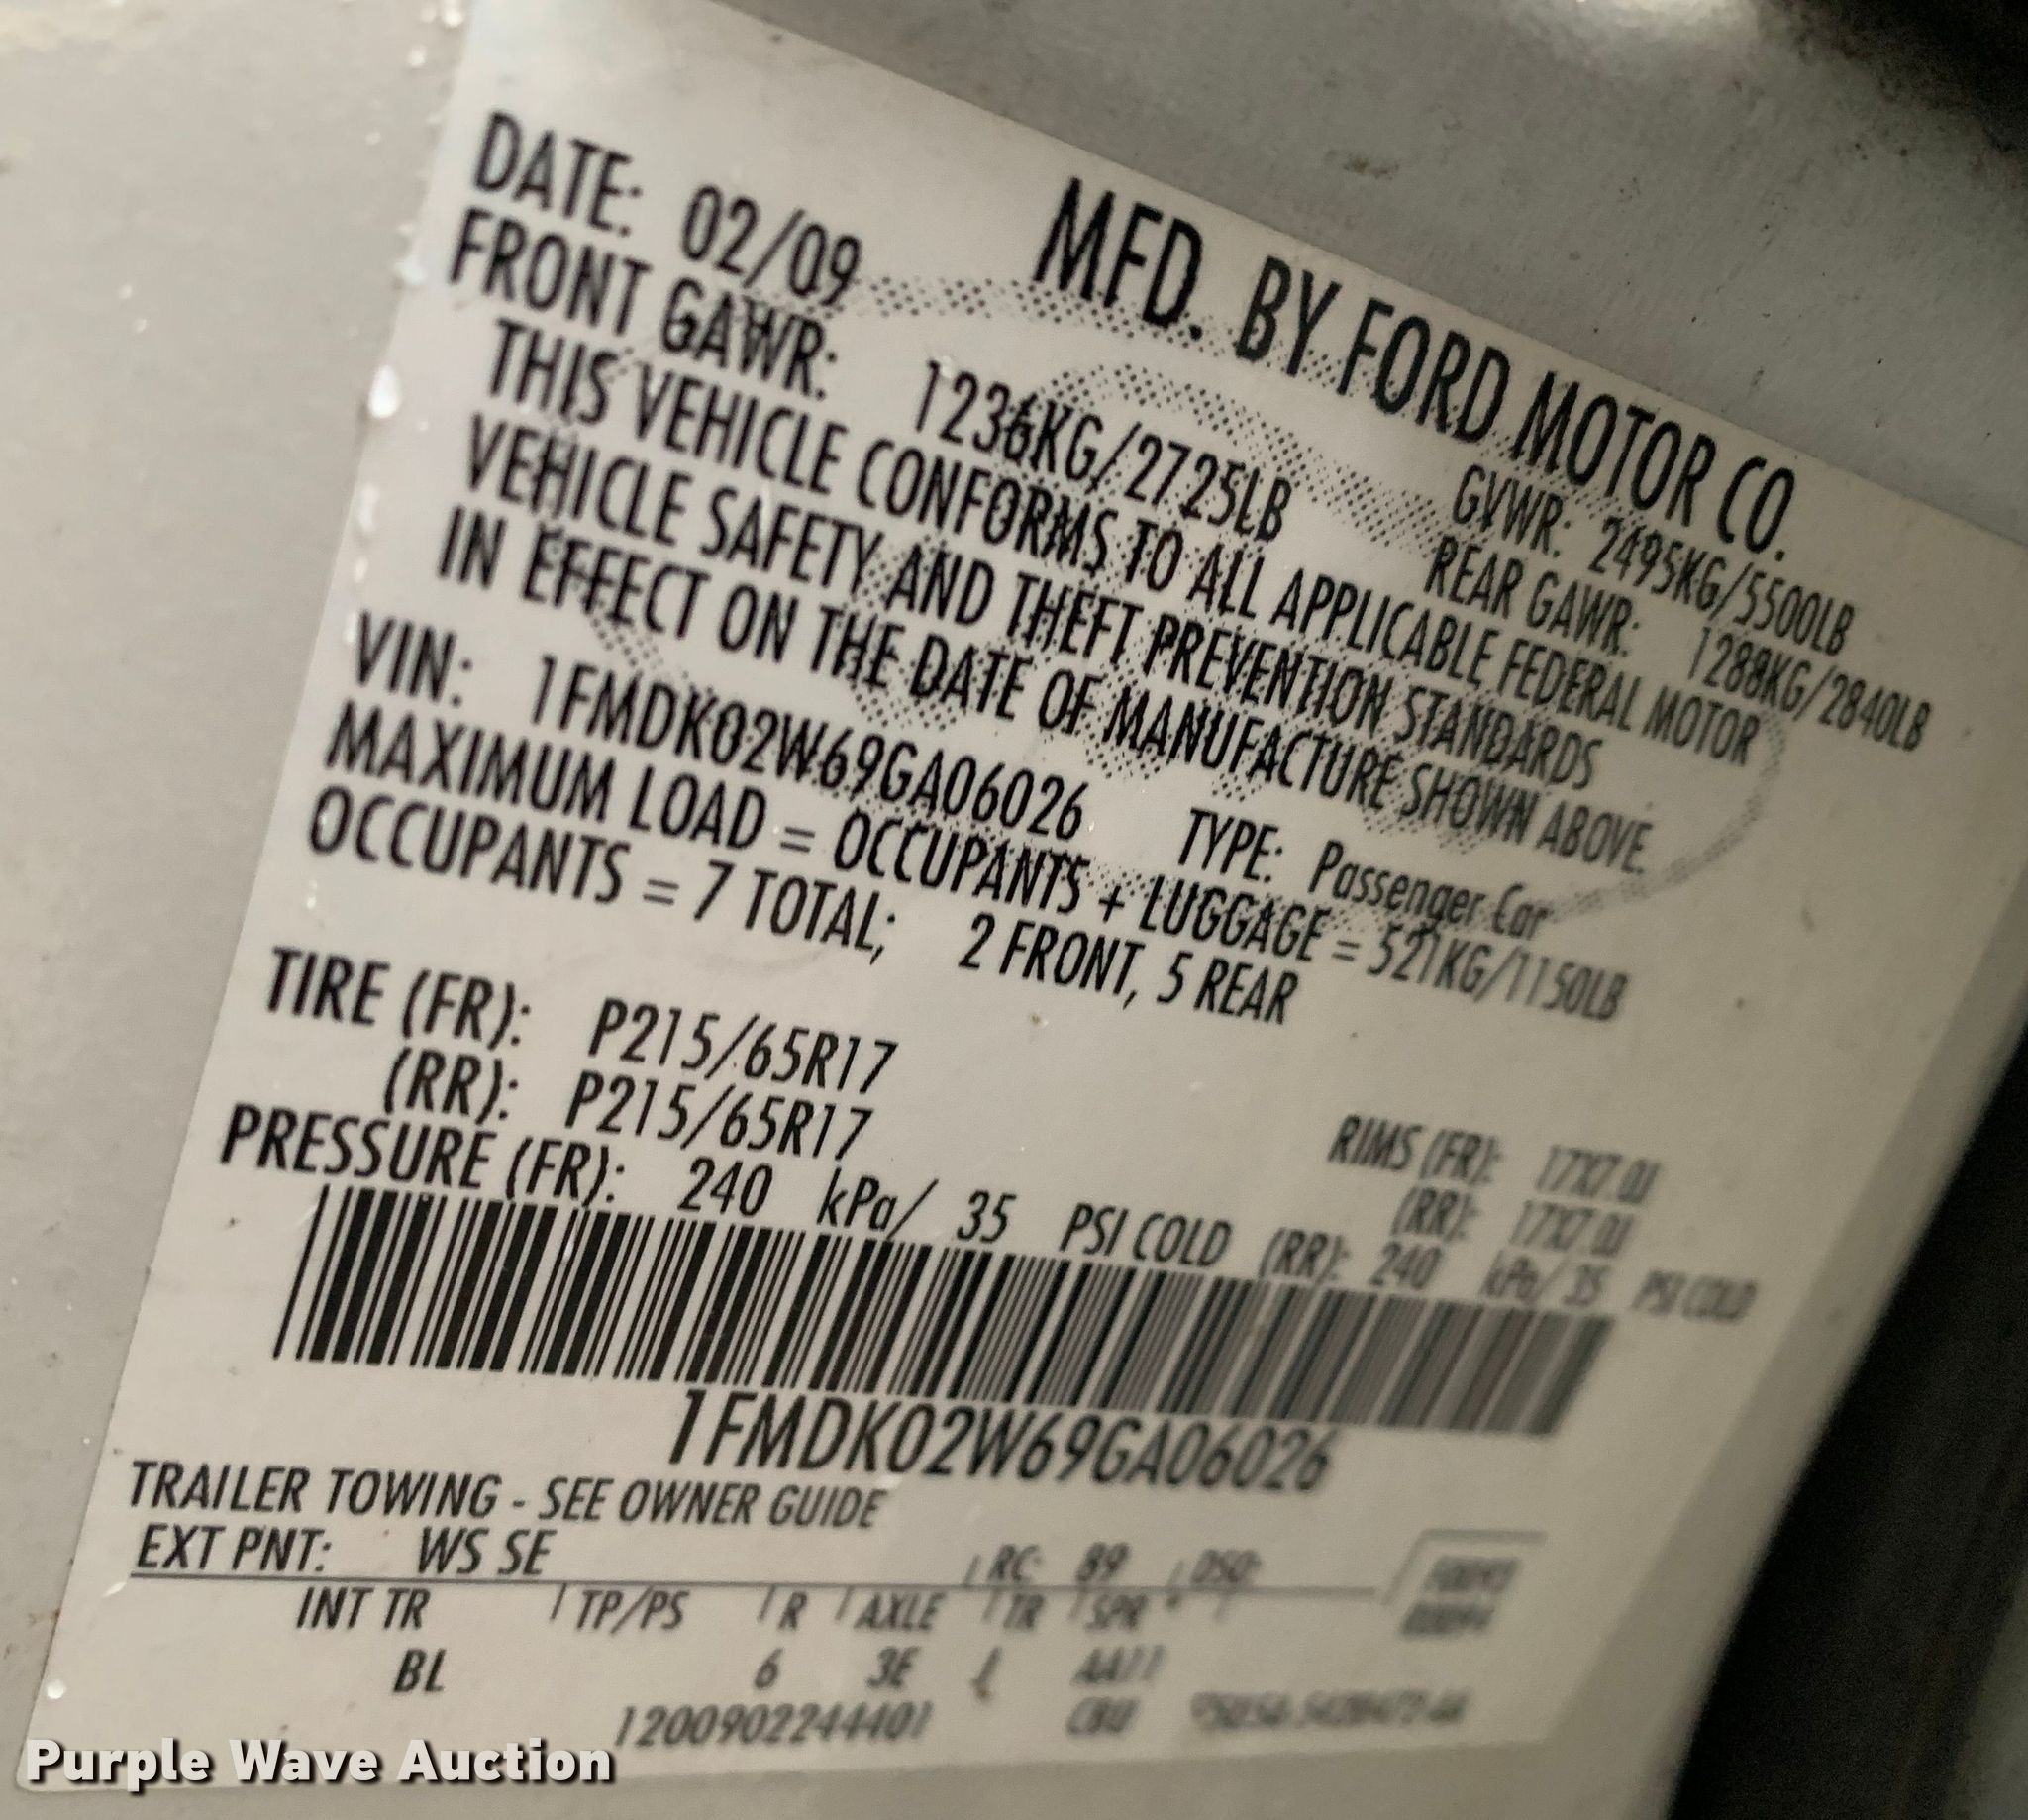 MFD. BY FORD MOTOR CO.
DATE: 02/09 GVWR: 2495KG/5500LB
FRONT GAWR: 1236KG/2725LB REAR GAWR: 1288KG/2840LB
THIS VEHICLE CONFORMS TO ALL APPLICABLE FEDERAL MOTOR
VEHICLE SAFETY AND THEFT PREVENTION STANDARDS
IN EFFECT ON THE DATE OF MANUFACTURE SHOWN ABOVE.
VIN: 1FMDK02W69GA06026 TYPE: Passenger Car
MAXIMUM LOAD = OCCUPANTS + LUGGAGE = 521KG/1150LB
OCCUPANTS = 7 TOTAL; 2 FRONT, 5 REAR
TIRE (FR): P215/65R17 RIMS (FR): 17X7.0J
(RR): P215/65R17 (RR): 17X7.0J
PRESSURE (FR): 240 kPa/ 35 PSI COLD (RR): 240 kPa/ 35 PSI COLD
1FMDK02W69GA06026
TRAILER TOWING - SEE OWNER GUIDE
EXT PNT: WS SE RC: 89 DSO:
INT TR TP/PS R AXLE TR SPR
BL 6 3E AA11
1200902244401 CBU
Purple Wave Auction